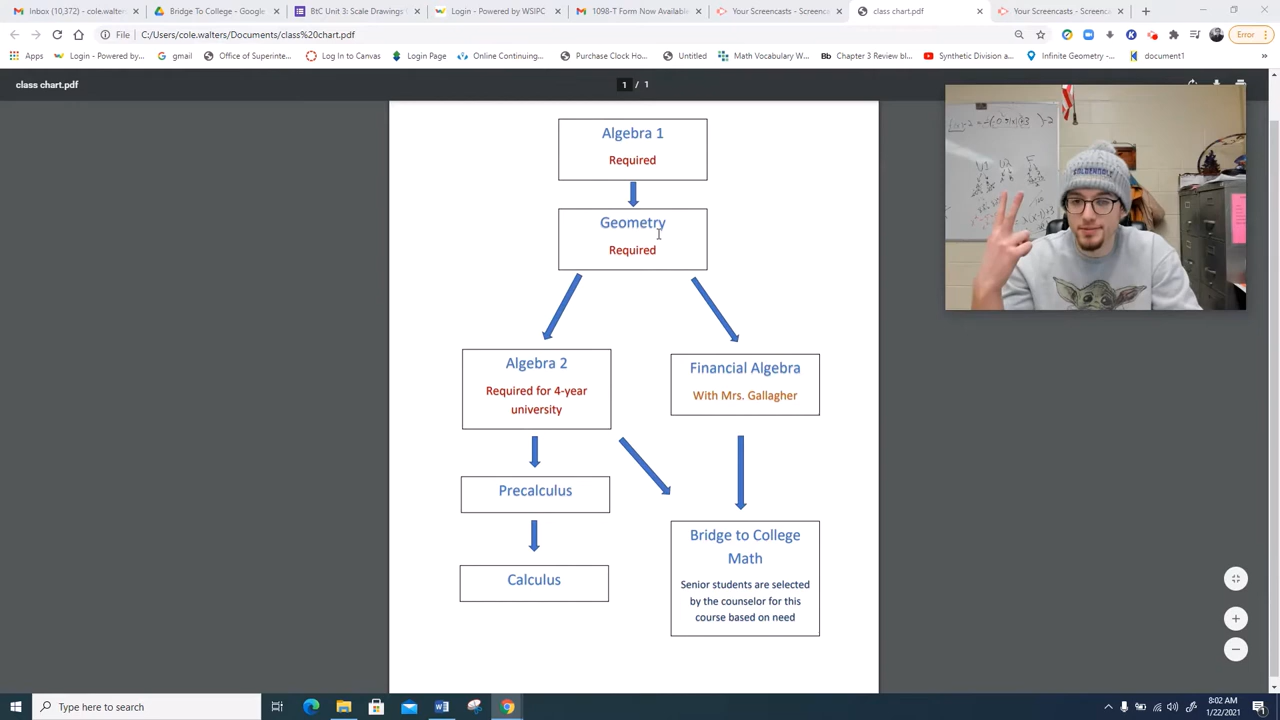 Inbox (10,372) - cole.walters
Bridge To College - Google
BtC Unit 3: Scale Drawings
Login - Powered by WSIPC
1098-T Form Now Available
Your Screencasts - Screencast
class chart.pdf
Your Screencasts - Screencast
File C:/Users/cole.walters/Documents/class%20chart.pdf
Error
Apps Login - Powered by... Office of Superinte... Log In to Canvas Login Page Online Continuing... Purchase Clock Ho... Untitled Math Vocabulary W... Bb Chapter 3 Review bl... Synthetic Division a... Infinite Geometry -... document1
class chart.pdf
1 / 1
Algebra 1
Required
Geometry
Required
Algebra 2
Required for 4-year
university
Financial Algebra
With Mrs. Gallagher
Precalculus
Calculus
Bridge to College
Math
Senior students are selected
by the counselor for this
course based on need
Type here to search
8:02 AM
1/22/2021